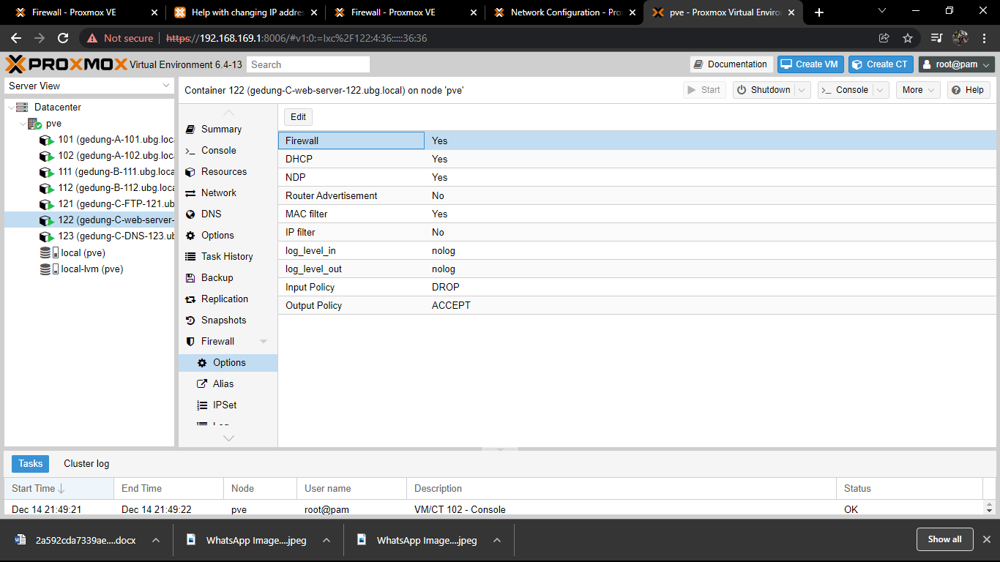 Firewall - Proxmox VE
Help with changing IP addre
Firewall - Proxmox VE
Network Configuration - Pro
pve - Proxmox Virtual Enviro
Not secure https://192.168.169.1:8006/#v1:0:=lxc%2F122:4:36:::::36:36
PROXMOX Virtual Environment 6.4-13 Search Documentation Create VM Create CT root@pam
Server View
Container 122 (gedung-C-web-server-122.ubg.local) on node 'pve' Start Shutdown Console More Help
Datacenter
pve
101 (gedung-A-101.ubg.loca
102 (gedung-A-102.ubg.loca
111 (gedung-B-111.ubg.loca
112 (gedung-B-112.ubg.loca
121 (gedung-C-FTP-121.ub
122 (gedung-C-web-server-
123 (gedung-C-DNS-123.ub
local (pve)
local-lvm (pve)
Summary
Console
Resources
Network
DNS
Options
Task History
Backup
Replication
Snapshots
Firewall
Options
Alias
IPSet
Edit
Firewall Yes
DHCP Yes
NDP Yes
Router Advertisement No
MAC filter Yes
IP filter No
log_level_in nolog
log_level_out nolog
Input Policy DROP
Output Policy ACCEPT
Tasks Cluster log
Start Time End Time Node User name Description Status
Dec 14 21:49:21 Dec 14 21:49:22 pve root@pam VM/CT 102 - Console OK
2a592cda7339ae....docx WhatsApp Image....jpeg WhatsApp Image....jpeg Show all